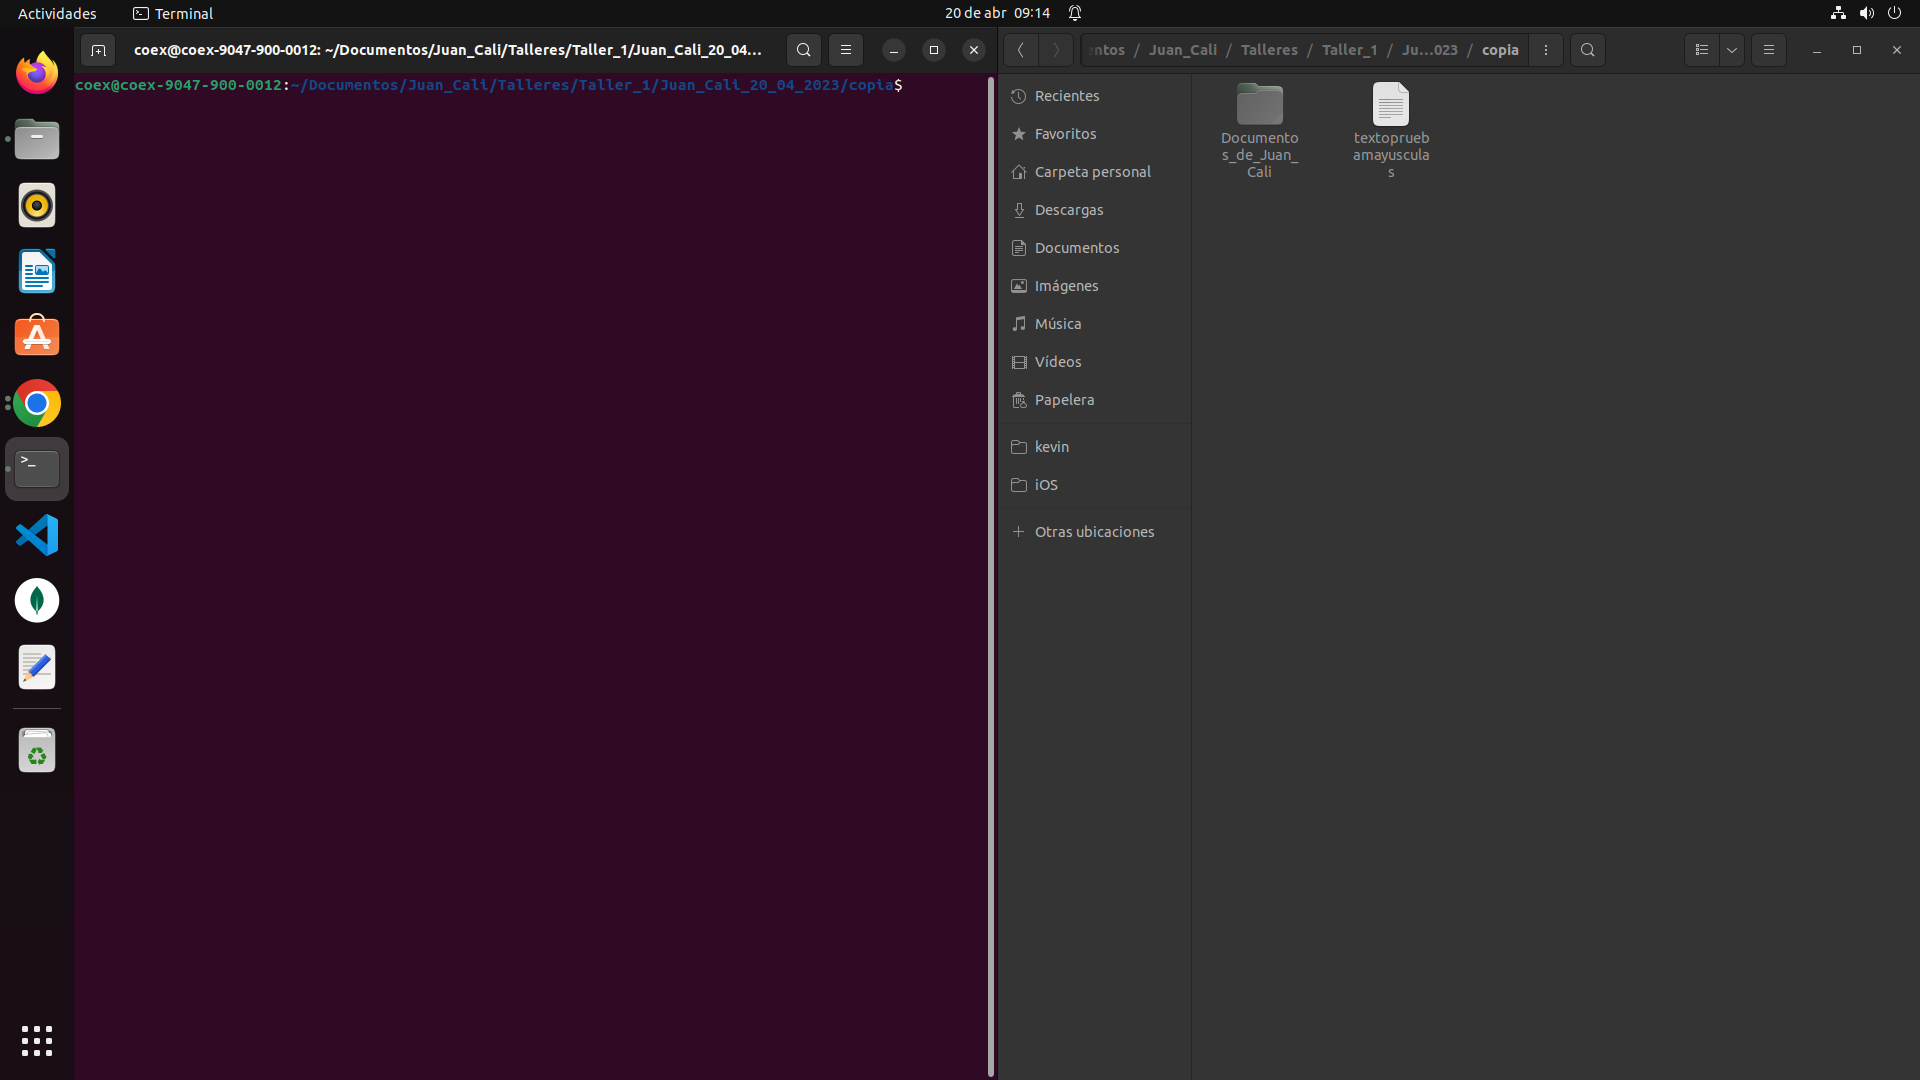 Actividades
Terminal
20 de abr 09:14
coex@coex-9047-900-0012: ~/Documentos/Juan_Cali/Talleres/Taller_1/Juan_Cali_20_04...
coex@coex-9047-900-0012:~/Documentos/Juan_Cali/Talleres/Taller_1/Juan_Cali_20_04_2023/copia$
entos / Juan_Cali / Talleres / Taller_1 / Ju...023 / copia
Recientes
Favoritos
Carpeta personal
Descargas
Documentos
Imágenes
Música
Vídeos
Papelera
kevin
iOS
Otras ubicaciones
Documento
s_de_Juan_
Cali
textoprueb
amayuscula
s